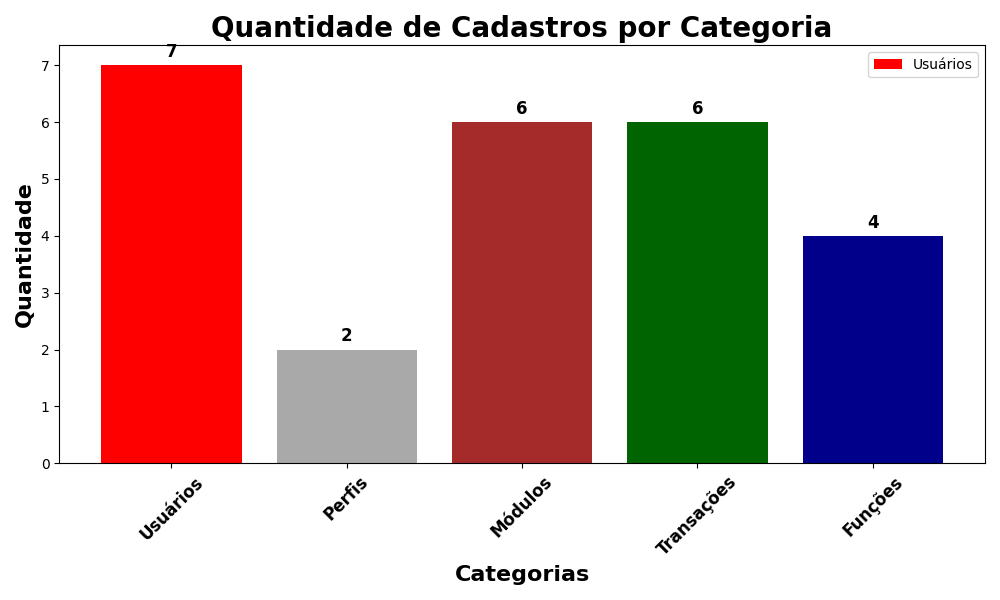 Quantidade de Cadastros por Categoria
7
Usuários
7
6
6
6
5
4
4
3
2
2
1
0
Quantidade
Usuários
Perfis
Módulos
Transações
Funções
Categorias